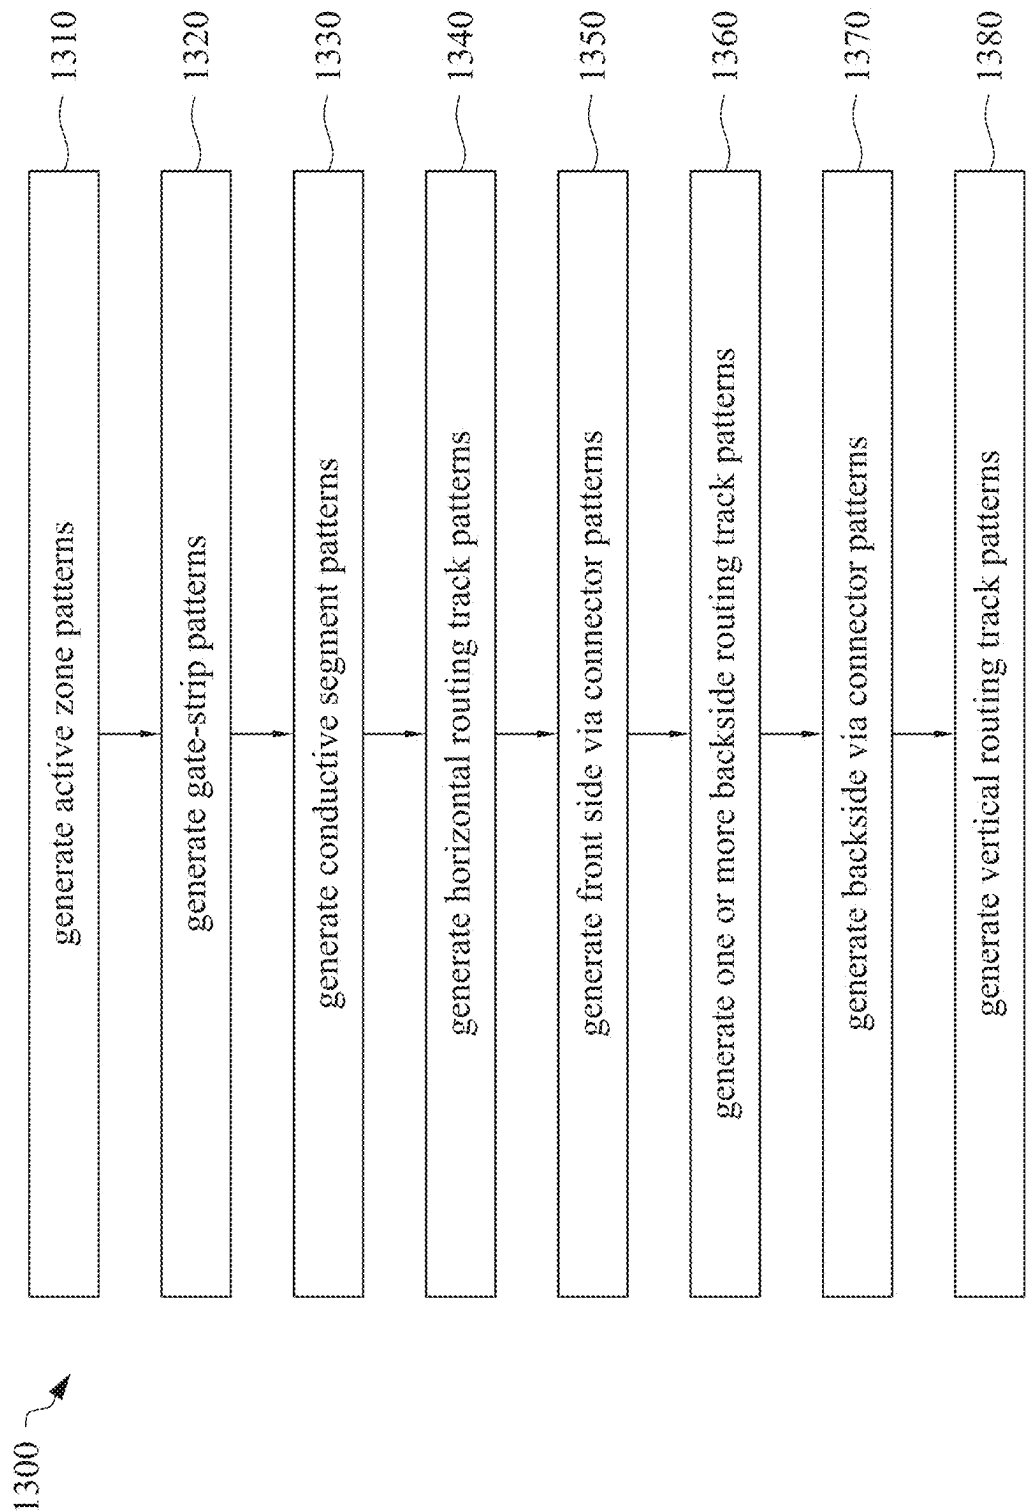 1300
generate active zone patterns
1310
generate gate-strip patterns
1320
generate conductive segment patterns
1330
generate horizontal routing track patterns
1340
generate front side via connector patterns
1350
generate one or more backside routing track patterns
1360
generate backside via connector patterns
1370
generate vertical routing track patterns
1380